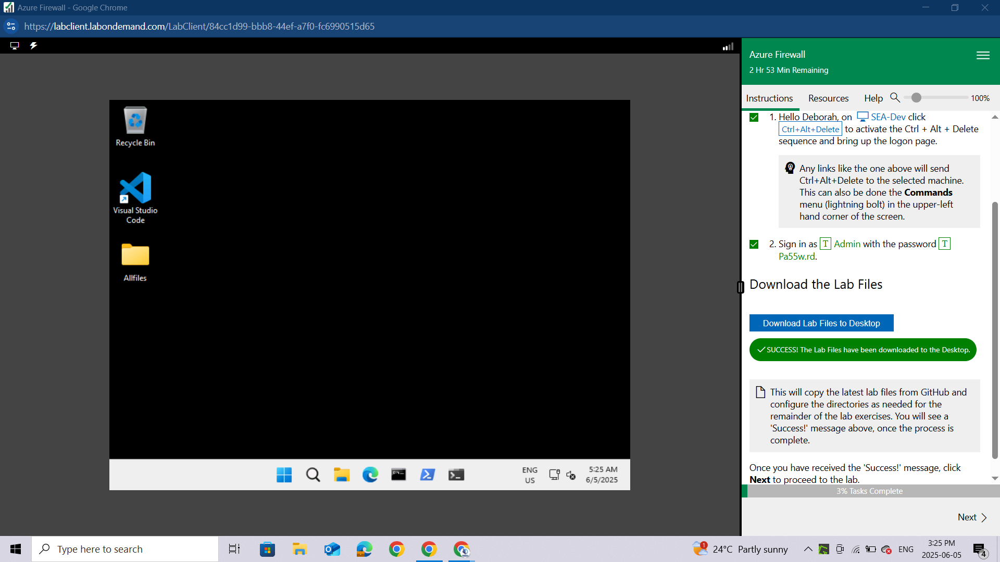 Azure Firewall - Google Chrome
https://labclient.labondemand.com/LabClient/84cc1d99-bbb8-44ef-a7f0-fc6990515d65
Recycle Bin
Visual Studio
Code
Allfiles
ENG
US
5:25 AM
6/5/2025
Azure Firewall
2 Hr 53 Min Remaining
Instructions Resources Help 100%
1. Hello Deborah, on SEA-Dev click
Ctrl+Alt+Delete to activate the Ctrl + Alt + Delete
sequence and bring up the logon page.
Any links like the one above will send
Ctrl+Alt+Delete to the selected machine.
This can also be done the Commands
menu (lightning bolt) in the upper-left
hand corner of the screen.
2. Sign in as T Admin with the password T
Pa55w.rd.
Download the Lab Files
Download Lab Files to Desktop
SUCCESS! The Lab Files have been downloaded to the Desktop.
This will copy the latest lab files from GitHub and
configure the directories as needed for the
remainder of the lab exercises. You will see a
'Success!' message above, once the process is
complete.
Once you have received the 'Success!' message, click
Next to proceed to the lab.
3% Tasks Complete
Next
Type here to search
1
24°C Partly sunny
ENG
3:25 PM
2025-06-05
4